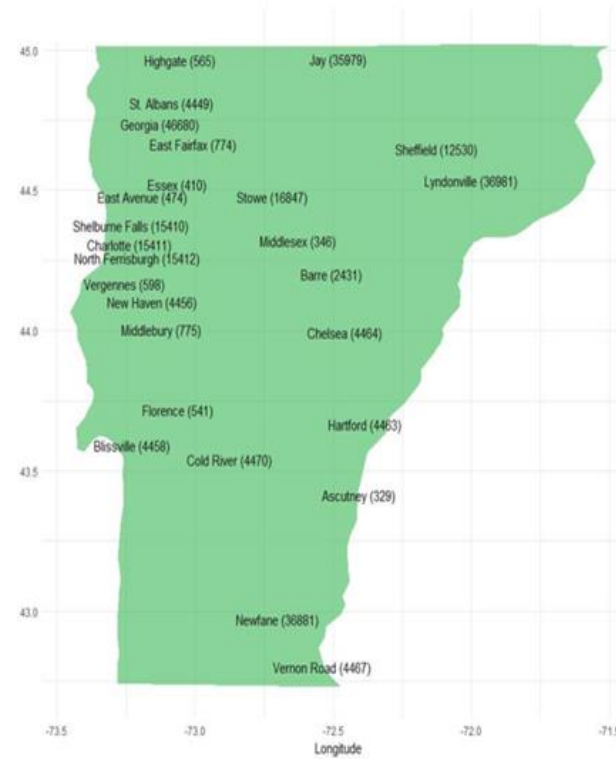 45.0
Highgate (565)
Jay (35979)
St. Albans (4449)
Georgia (46680)
East Fairfax (774)
Sheffield (12530)
44.5
Essex (410)
Lyndonville (36981)
East Avenue (474)
Stowe (16847)
Shelburne Falls (15410)
Charlotte (15411)
Middlesex (346)
North Ferrisburgh (15412)
Barre (2431)
Vergennes (598)
New Haven (4456)
44.0
Middlebury (775)
Chelsea (4464)
Florence (541)
Hartford (4463)
Blissville (4458)
43.5
Cold River (4470)
Ascutney (329)
43.0
Newfane (36881)
Vernon Road (4467)
-73.5
-73.0
-72.5
-72.0
Longitude